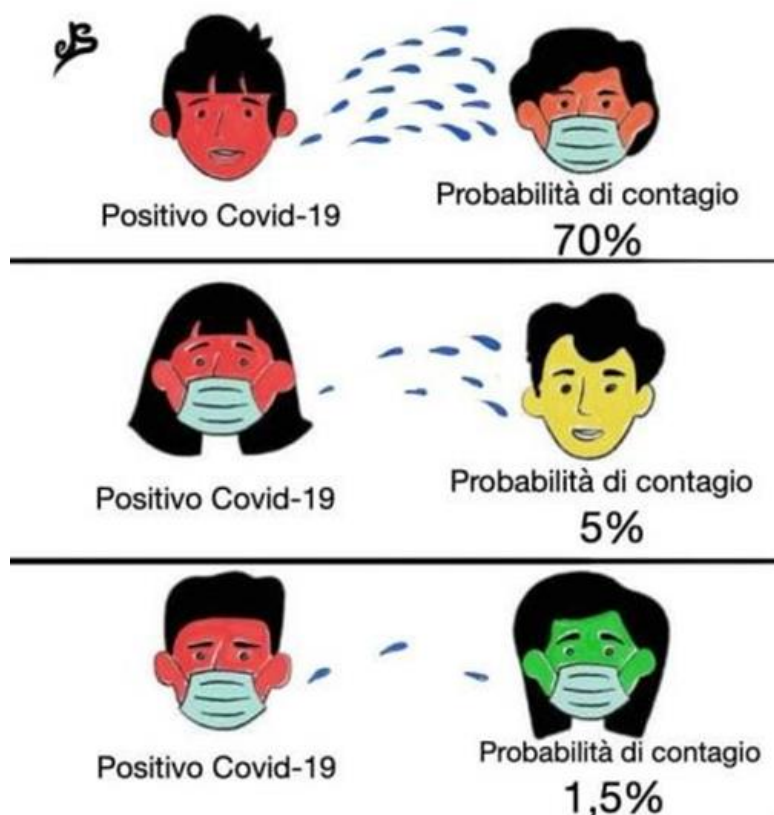 Positivo Covid-19
Probabilità di contagio
70%
Positivo Covid-19
Probabilità di contagio
5%
Positivo Covid-19
Probabilità di contagio
1,5%